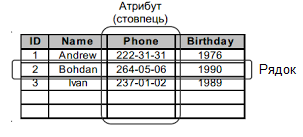 Атрибут
(стовпець)
ID Name Phone Birthday
1 Andrew 222-31-31 1976
2 Bohdan 264-05-06 1990 Рядок
3 Ivan 237-01-02 1989